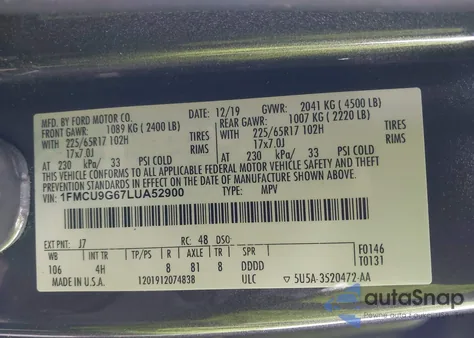 MFD. BY FORD MOTOR CO. 12/19 GVWR: 2041 KG ( 4500 LB)
FRONT GAWR: 1089 KG ( 2400 LB) REAR GAWR: 1007 KG ( 2220 LB)
WITH 225/65R17 102H TIRES WITH 225/65R17 102H TIRES
17x7.0J RIMS 17x7.0J RIMS
AT 230 kPa/ 33 PSI COLD AT 230 kPa/ 33 PSI COLD
THIS VEHICLE CONFORMS TO ALL APPLICABLE FEDERAL MOTOR VEHICLE SAFETY AND THEFT
PREVENTION STANDARDS IN EFFECT ON THE DATE OF MANUFACTURE SHOWN ABOVE.
VIN: 1FMCU9G67LUA52900 TYPE: MPV
EXT PNT: J7 RC: 48 DSO: F0146
WB TP/PS R AXLE TR SPR T0131
106 4H 8 81 8 DDDD
MADE IN U.S.A. 1201912074838 ULC ▽ 5U5A-3520472-AA
autoSnap
www.autosnap.com